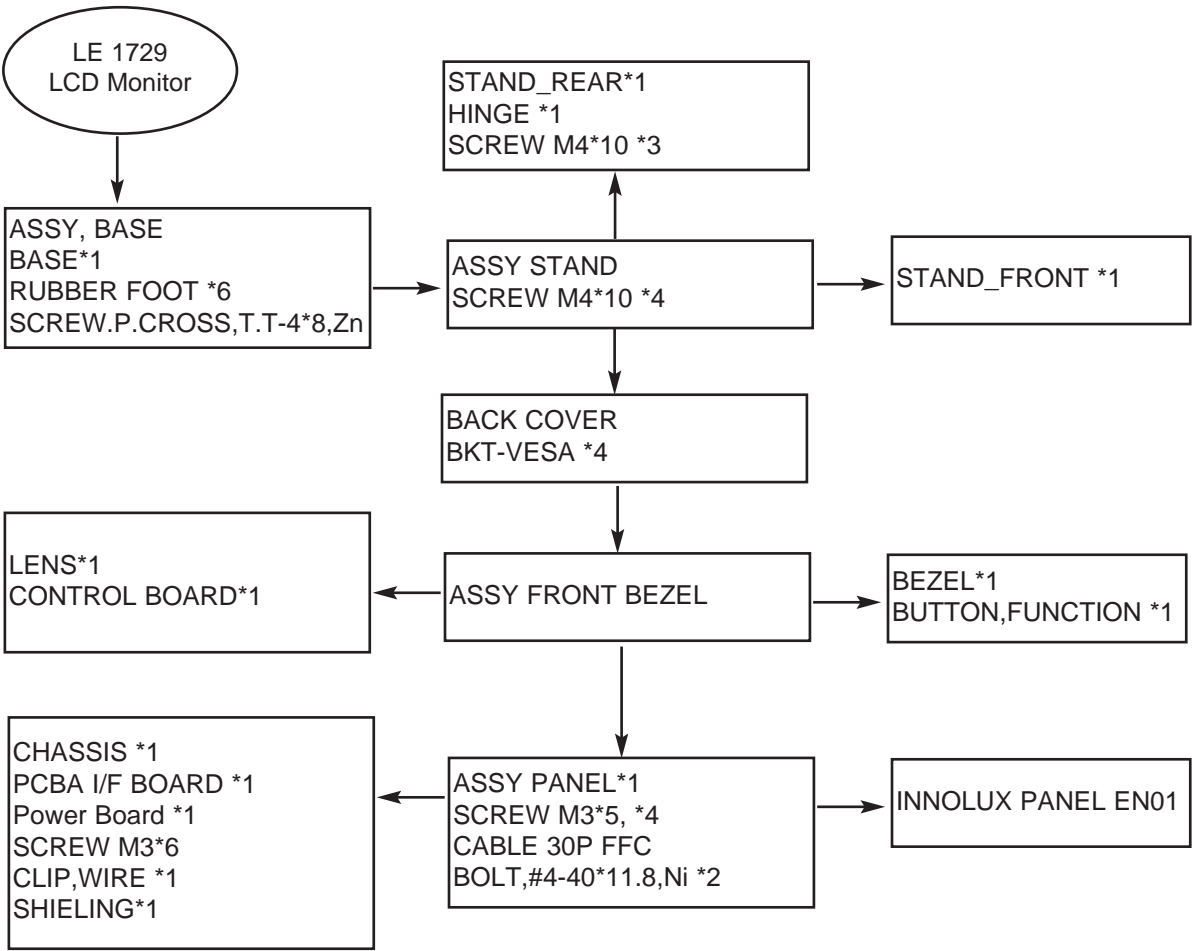 LE 1729
LCD Monitor
STAND_REAR*1
HINGE *1
SCREW M4*10 *3
ASSY, BASE
BASE*1
RUBBER FOOT *6
SCREW.P.CROSS,T.T-4*8,Zn
ASSY STAND
SCREW M4*10 *4
STAND_FRONT *1
BACK COVER
BKT-VESA *4
LENS*1
CONTROL BOARD*1
ASSY FRONT BEZEL
BEZEL*1
BUTTON,FUNCTION *1
CHASSIS *1
PCBA I/F BOARD *1
Power Board *1
SCREW M3*6
CLIP,WIRE *1
SHIELING*1
ASSY PANEL*1
SCREW M3*5, *4
CABLE 30P FFC
BOLT,#4-40*11.8,Ni *2
INNOLUX PANEL EN01